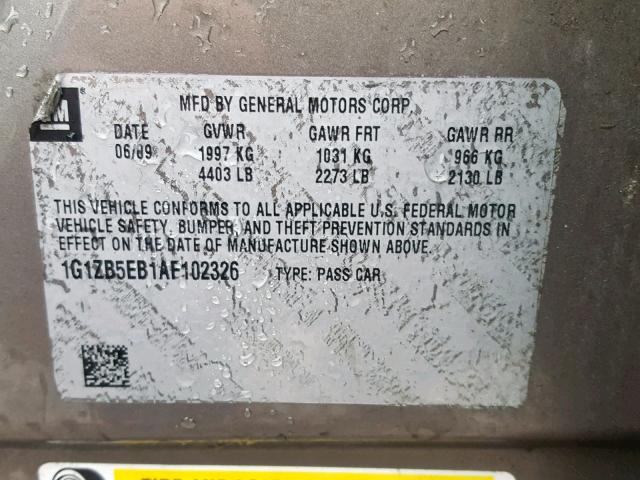 GM
MFD BY GENERAL MOTORS CORP
DATE GVWR GAWR FRT GAWR RR
06/09 1997 KG 1031 KG 966 KG
4403 LB 2273 LB 2130 LB
THIS VEHICLE CONFORMS TO ALL APPLICABLE U.S. FEDERAL MOTOR
VEHICLE SAFETY, BUMPER, AND THEFT PREVENTION STANDARDS IN
EFFECT ON THE DATE OF MANUFACTURE SHOWN ABOVE.
1G1ZB5EB1AF102326 TYPE: PASS CAR